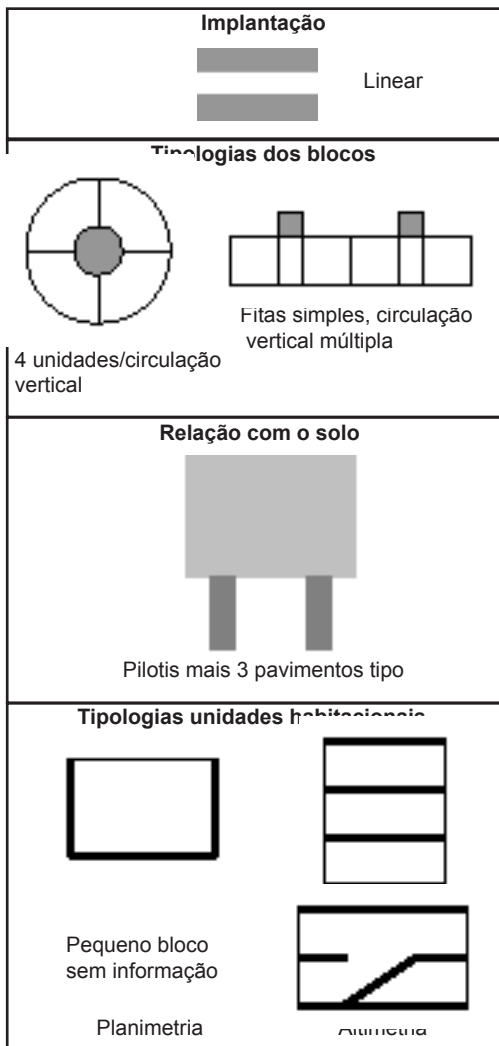 Implantação
Linear
Tipologias dos blocos
Fitas simples, circulação
vertical múltipla
4 unidades/circulação
vertical
Relação com o solo
Pilotis mais 3 pavimentos tipo
Tipologias unidades habitacionais
Pequeno bloco
sem informação
Planimetria
Altimetria